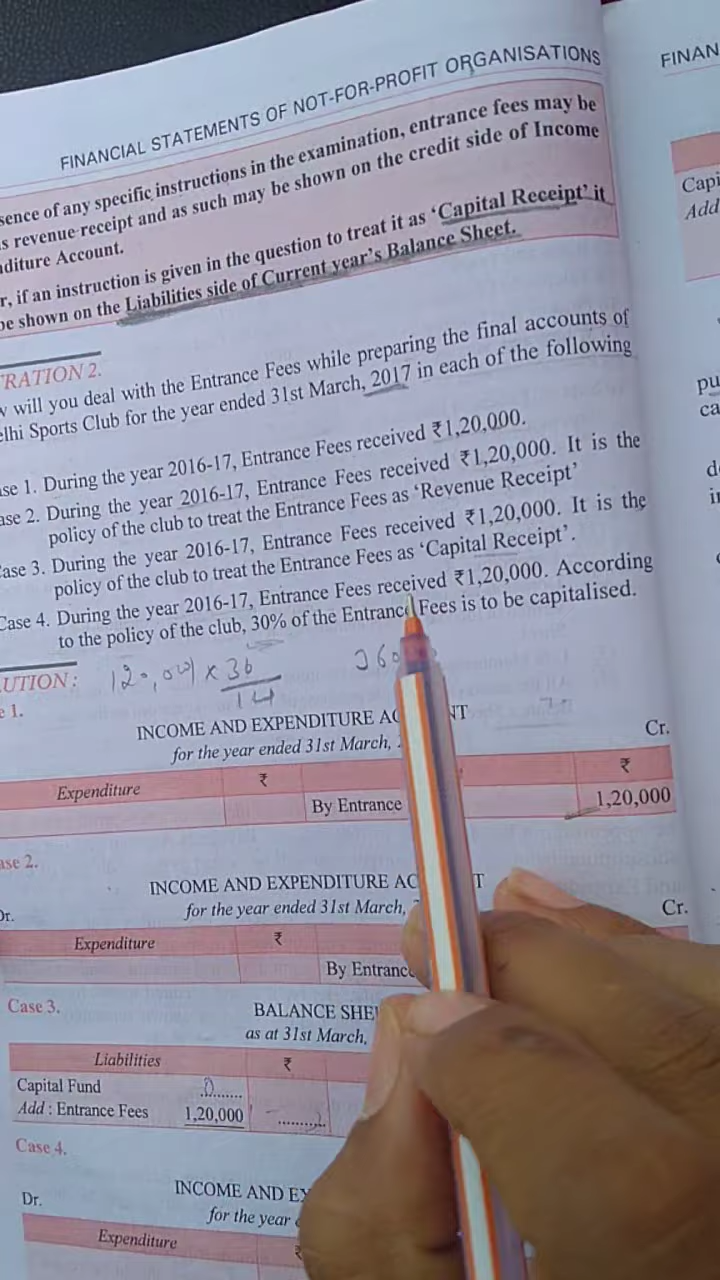 FINANCIAL STATEMENTS OF NOT-FOR-PROFIT ORGANISATIONS
FINAN
sence of any specific instructions in the examination, entrance fees may be
s revenue receipt and as such may be shown on the credit side of Income
nditure Account.
r, if an instruction is given in the question to treat it as ‘Capital Receipt’ it
be shown on the Liabilities side of Current year’s Balance Sheet.
Capi
Add
RATION 2.
w will you deal with the Entrance Fees while preparing the final accounts of
elhi Sports Club for the year ended 31st March, 2017 in each of the following
pu
ca
ase 1. During the year 2016-17, Entrance Fees received ₹1,20,000.
ase 2. During the year 2016-17, Entrance Fees received ₹1,20,000. It is the
policy of the club to treat the Entrance Fees as ‘Revenue Receipt’
Case 3. During the year 2016-17, Entrance Fees received ₹1,20,000. It is the
policy of the club to treat the Entrance Fees as ‘Capital Receipt’.
Case 4. During the year 2016-17, Entrance Fees received ₹1,20,000. According
to the policy of the club, 30% of the Entrance Fees is to be capitalised.
d
in
UTION :
e 1.
INCOME AND EXPENDITURE AC NT
for the year ended 31st March,
Cr.
Expenditure ₹ ₹
By Entrance 1,20,000
ase 2.
INCOME AND EXPENDITURE AC T
Dr. for the year ended 31st March, Cr.
Expenditure ₹
By Entranc
Case 3.
BALANCE SHE
as at 31st March,
Liabilities ₹
Capital Fund ........
Add : Entrance Fees 1,20,000 ..........
Case 4.
INCOME AND EX
Dr. for the year
Expenditure ₹